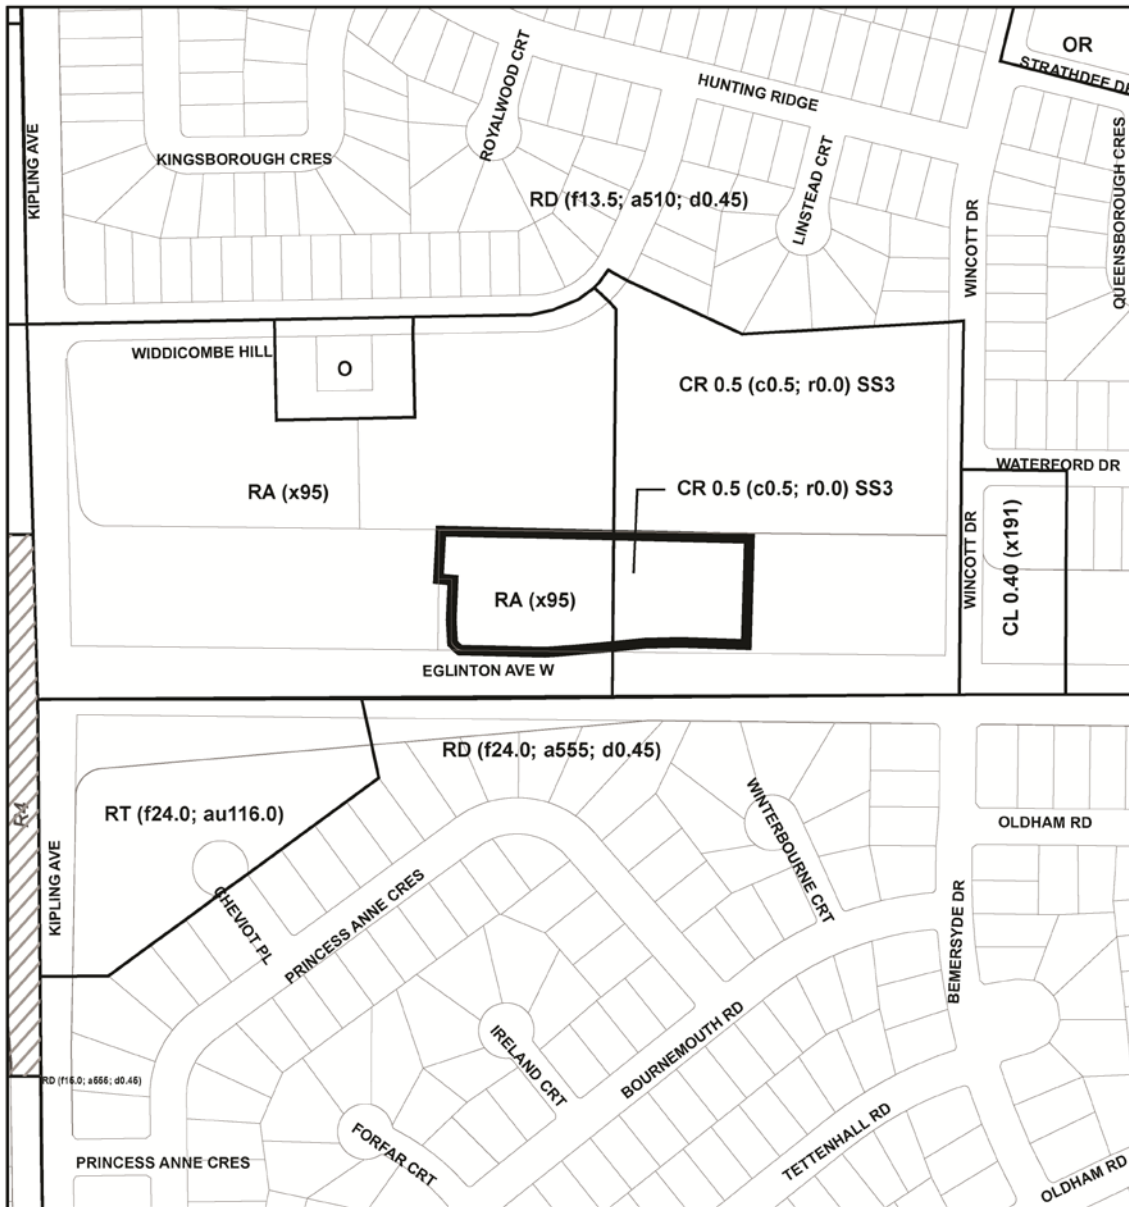 OR
STRATHDEE DR
HUNTING RIDGE
ROYALWOOD CRT
KIPLING AVE
KINGSBOROUGH CRES
LINSTEAD CRT
QUEENSBOROUGH CRES
RD (f13.5; a510; d0.45)
WINCOTT DR
WIDDICOMBE HILL
O
CR 0.5 (c0.5; r0.0) SS3
WATERFORD DR
RA (x95)
CR 0.5 (c0.5; r0.0) SS3
WINCOTT DR
CL 0.40 (x191)
RA (x95)
EGLINTON AVE W
RD (f24.0; a555; d0.45)
R4
RT (f24.0; au116.0)
WINTERBOURNE CRT
OLDHAM RD
KIPLING AVE
CHEVIOT PL
PRINCESS ANNE CRES
BEMERSYDE DR
IRELAND CRT
BOURNEMOUTH RD
FORFAR CRT
TETTENHALL RD
PRINCESS ANNE CRES
OLDHAM RD